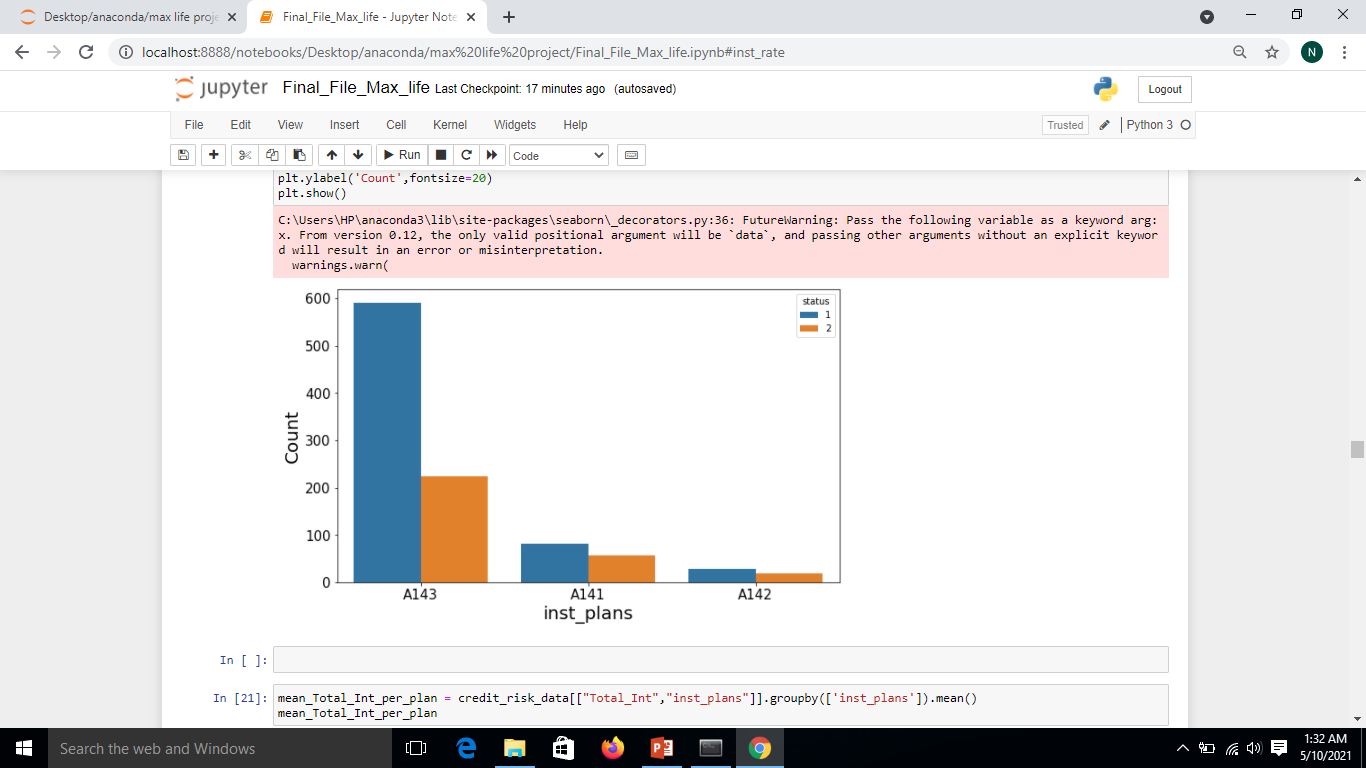 Desktop/anaconda/max life proje
Final_File_Max_life - Jupyter Note
N
localhost:8888/notebooks/Desktop/anaconda/max%20life%20project/Final_File_Max_life.ipynb#inst_rate
jupyter Final_File_Max_life Last Checkpoint: 17 minutes ago (autosaved)
Logout
File Edit View Insert Cell Kernel Widgets Help
Trusted Python 3
Run Code
plt.ylabel('Count',fontsize=20)
plt.show()
C:\Users\HP\anaconda3\lib\site-packages\seaborn\_decorators.py:36: FutureWarning: Pass the following variable as a keyword arg:
x. From version 0.12, the only valid positional argument will be `data`, and passing other arguments without an explicit keywor
d will result in an error or misinterpretation.
warnings.warn(
600
500
400
300
200
100
0
Count
status
1
2
A143 A141 A142
inst_plans
In [ ]:
In [21]: mean_Total_Int_per_plan = credit_risk_data[["Total_Int","inst_plans"]].groupby(['inst_plans']).mean()
mean_Total_Int_per_plan
Search the web and Windows
1:32 AM
5/10/2021